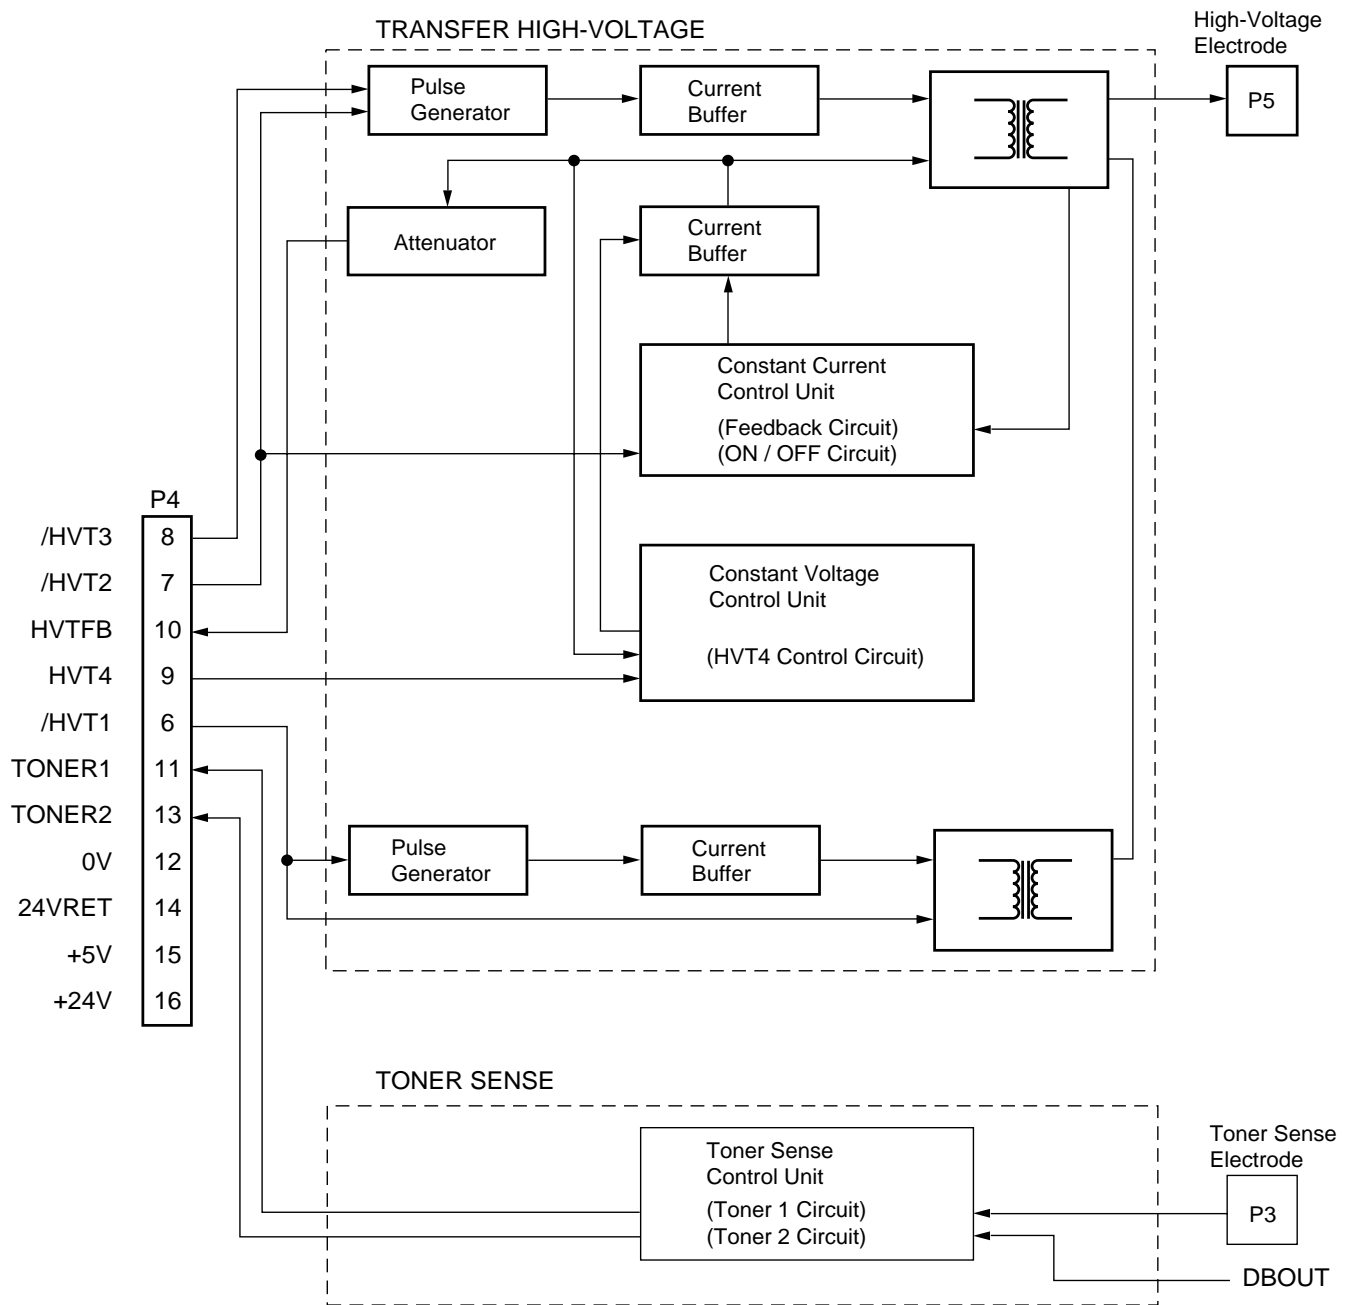 TRANSFER HIGH-VOLTAGE
High-Voltage
Electrode
P5
Pulse
Generator
Current
Buffer
Attenuator
Current
Buffer
Constant Current
Control Unit
(Feedback Circuit)
(ON / OFF Circuit)
P4
/HVT3 8
/HVT2 7
HVTFB 10
HVT4 9
/HVT1 6
TONER1 11
TONER2 13
0V 12
24VRET 14
+5V 15
+24V 16
Constant Voltage
Control Unit
(HVT4 Control Circuit)
Pulse
Generator
Current
Buffer
TONER SENSE
Toner Sense
Control Unit
(Toner 1 Circuit)
(Toner 2 Circuit)
Toner Sense
Electrode
P3
DBOUT